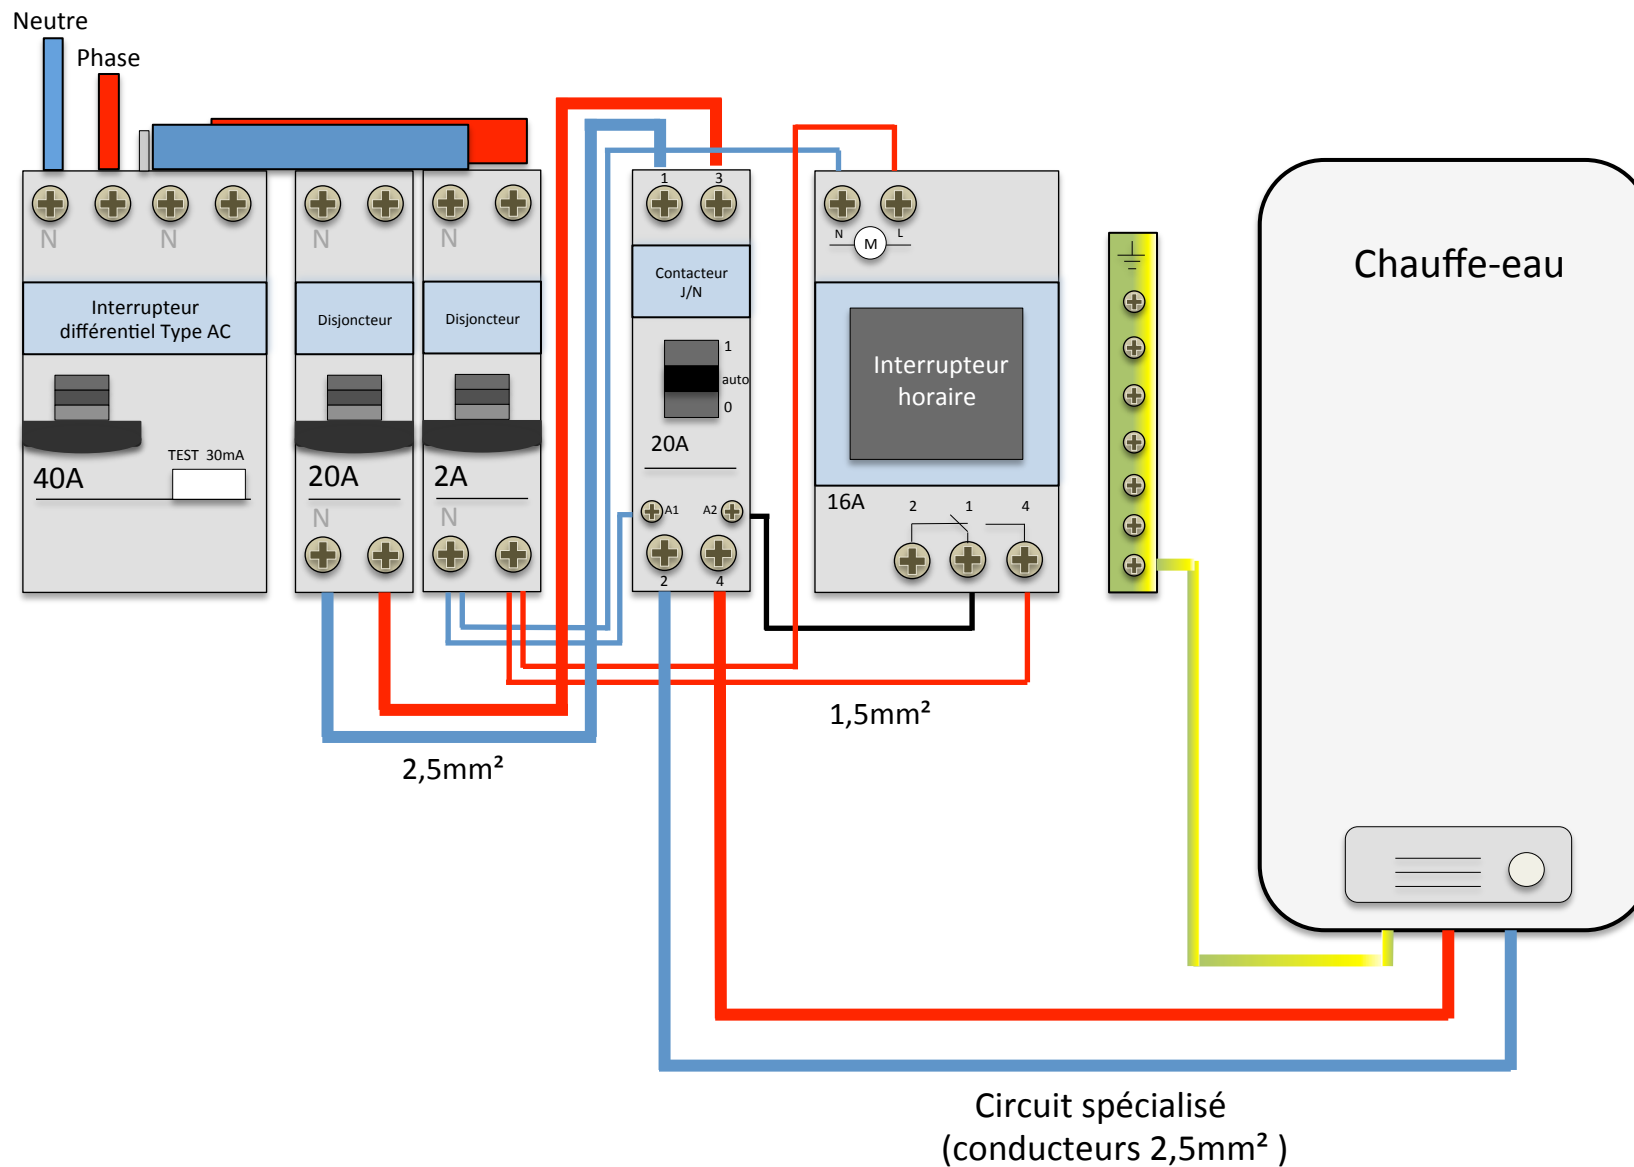 Neutre
Phase
N
N
N
N
1
3
N
L
M
Interrupteur
différentiel Type AC
Disjoncteur
Disjoncteur
Contacteur
J/N
1
auto
0
Interrupteur
horaire
Chauffe-eau
40A
TEST 30mA
20A
2A
20A
16A
N
N
A1
A2
2
1
4
2
4
2,5mm²
1,5mm²
Circuit spécialisé
(conducteurs 2,5mm² )